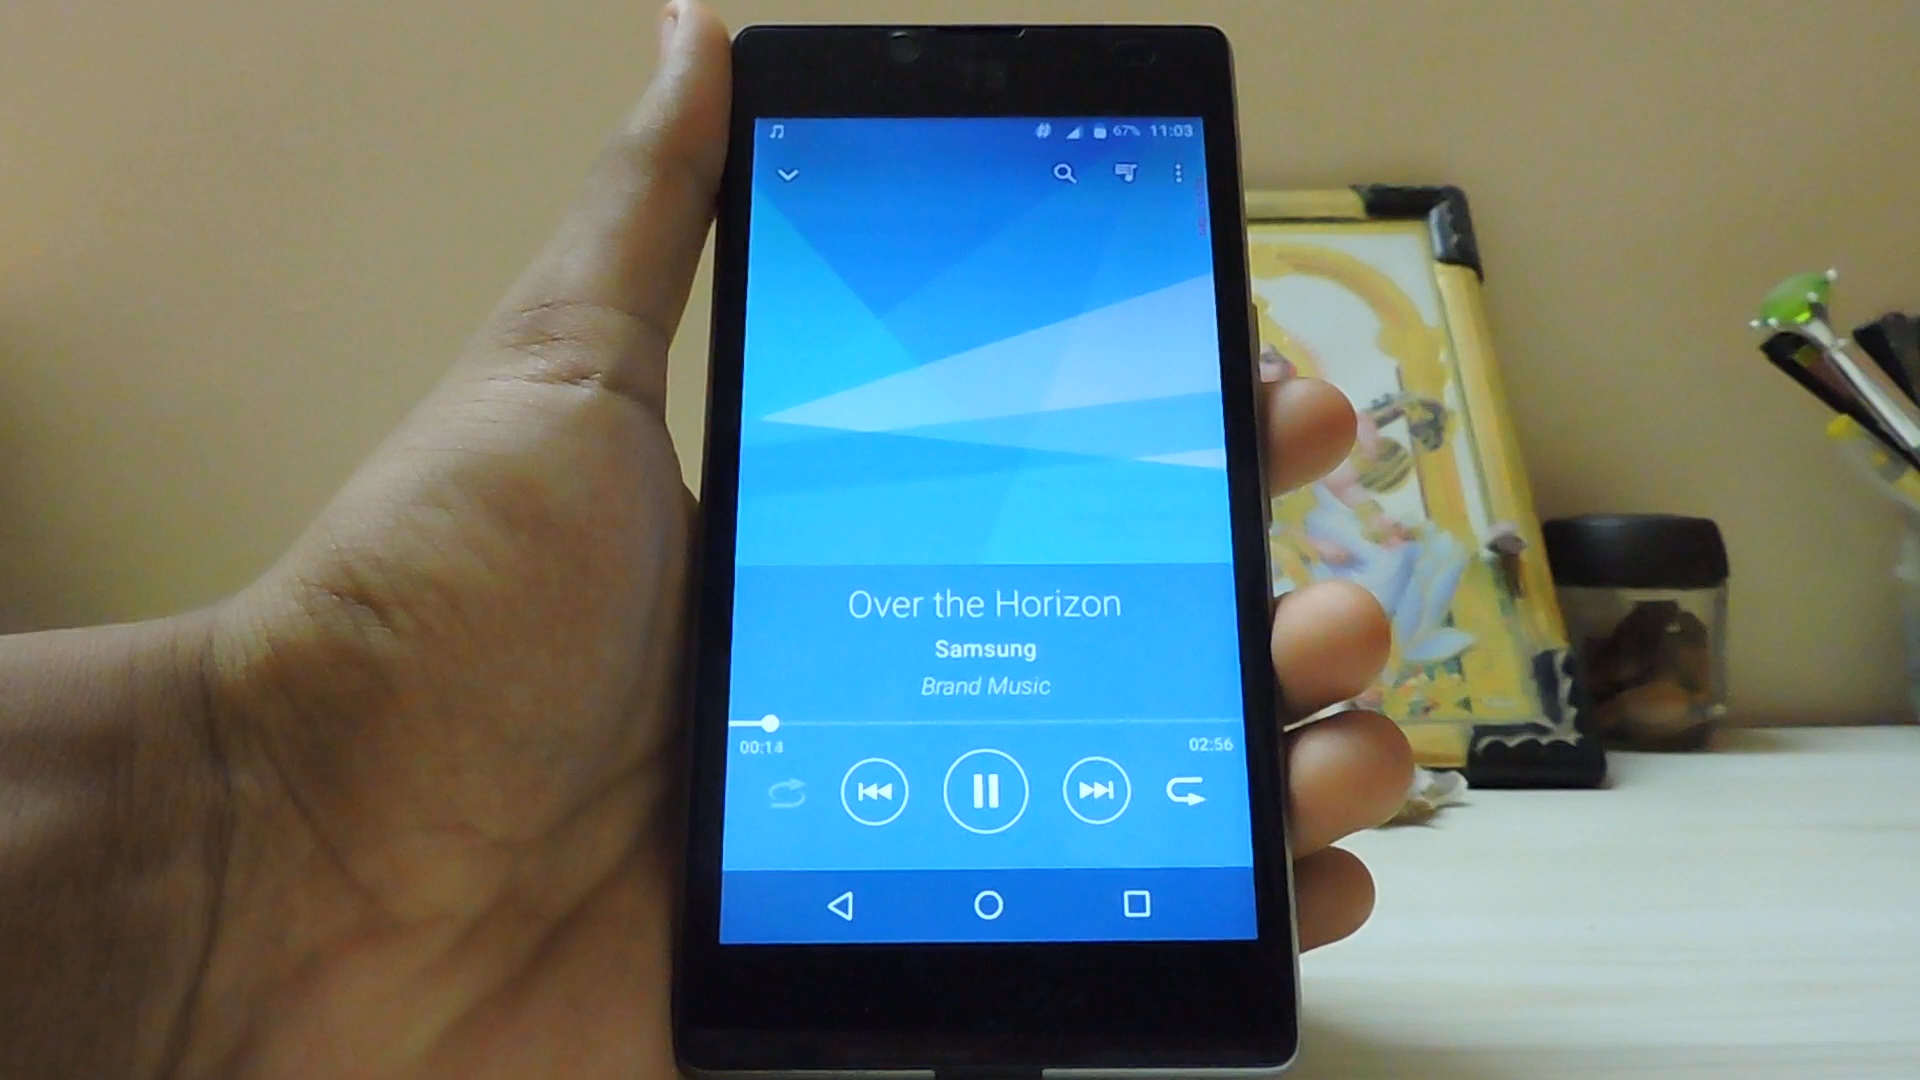 67% 11:03
Over the Horizon
Samsung
Brand Music
00:14 02:56